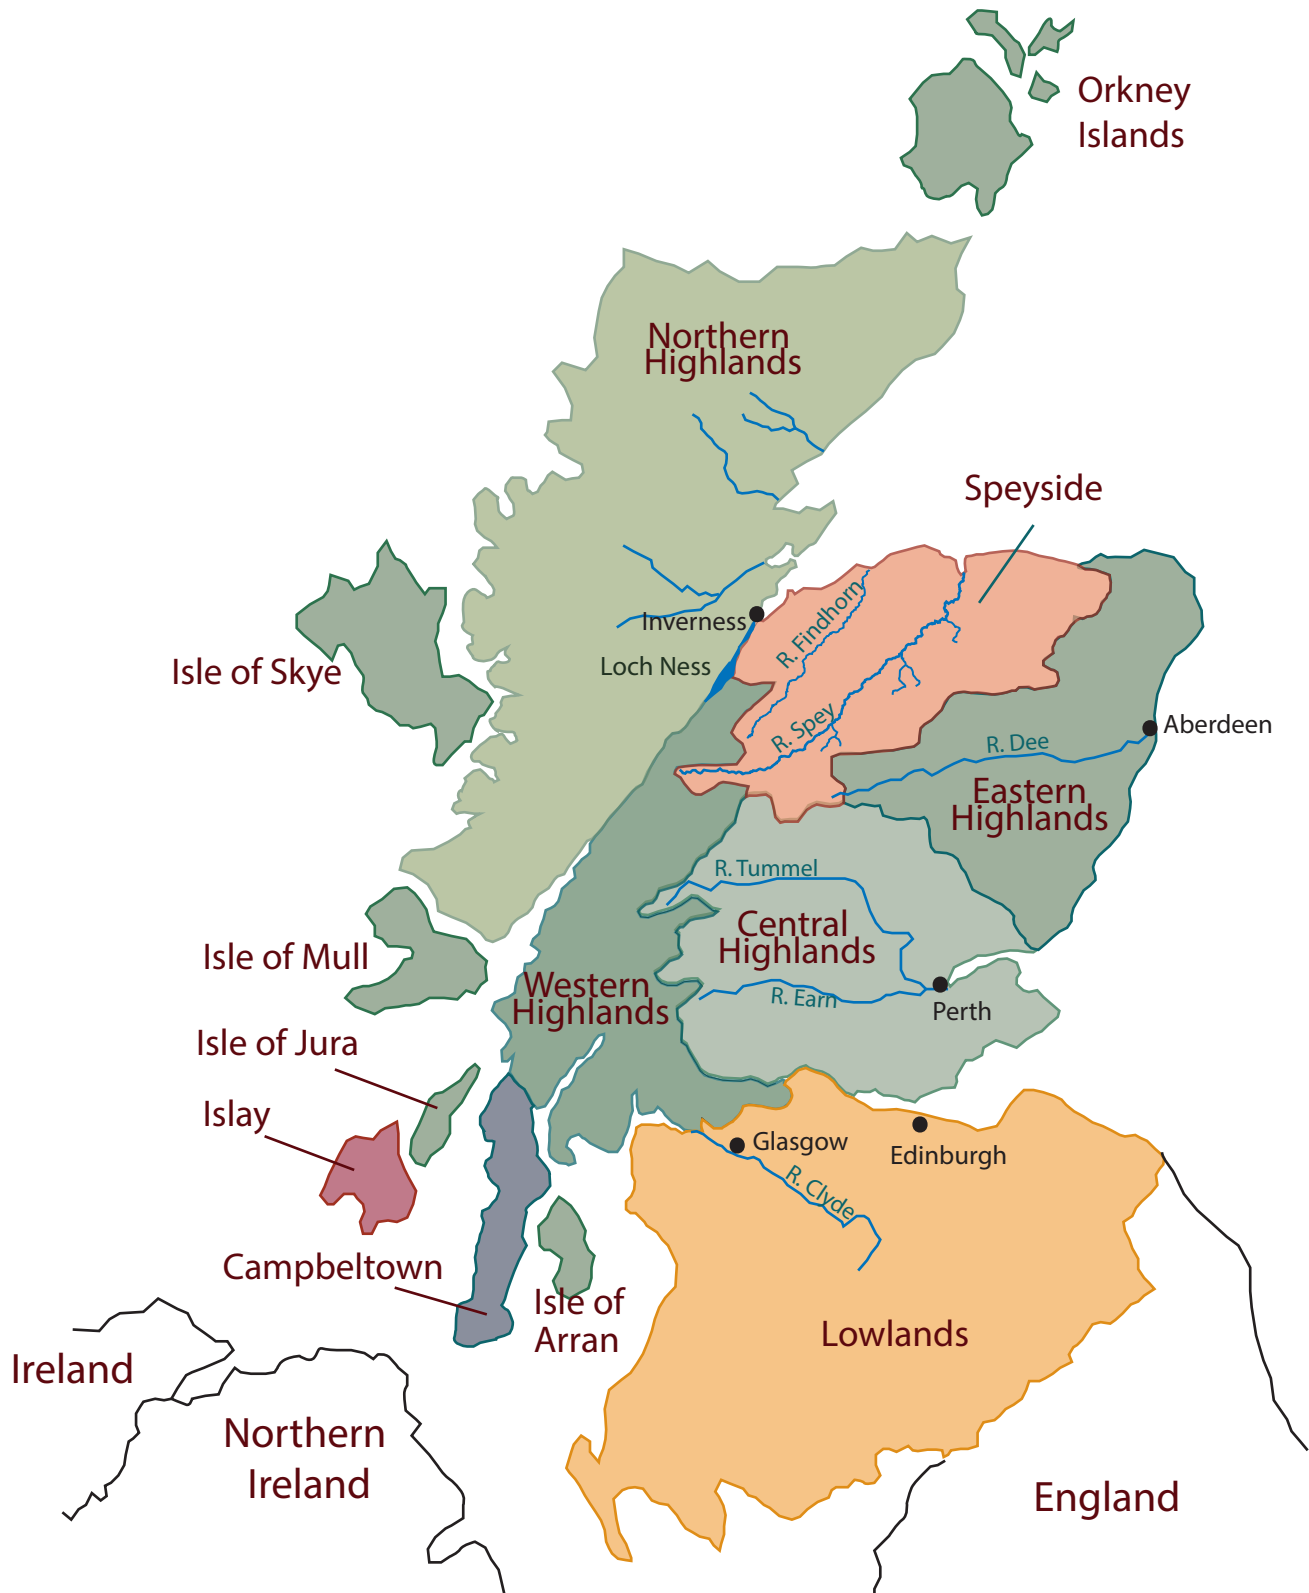 Orkney
Islands
Northern
Highlands
Speyside
R. Findhorn
Inverness
Loch Ness
Isle of Skye
R. Spey
Aberdeen
R. Dee
Eastern
Highlands
R. Tummel
Central
Highlands
Isle of Mull
Western
Highlands
R. Earn
Perth
Isle of Jura
Islay
Glasgow
Edinburgh
R. Clyde
Campbeltown
Isle of
Arran
Lowlands
Ireland
Northern
Ireland
England